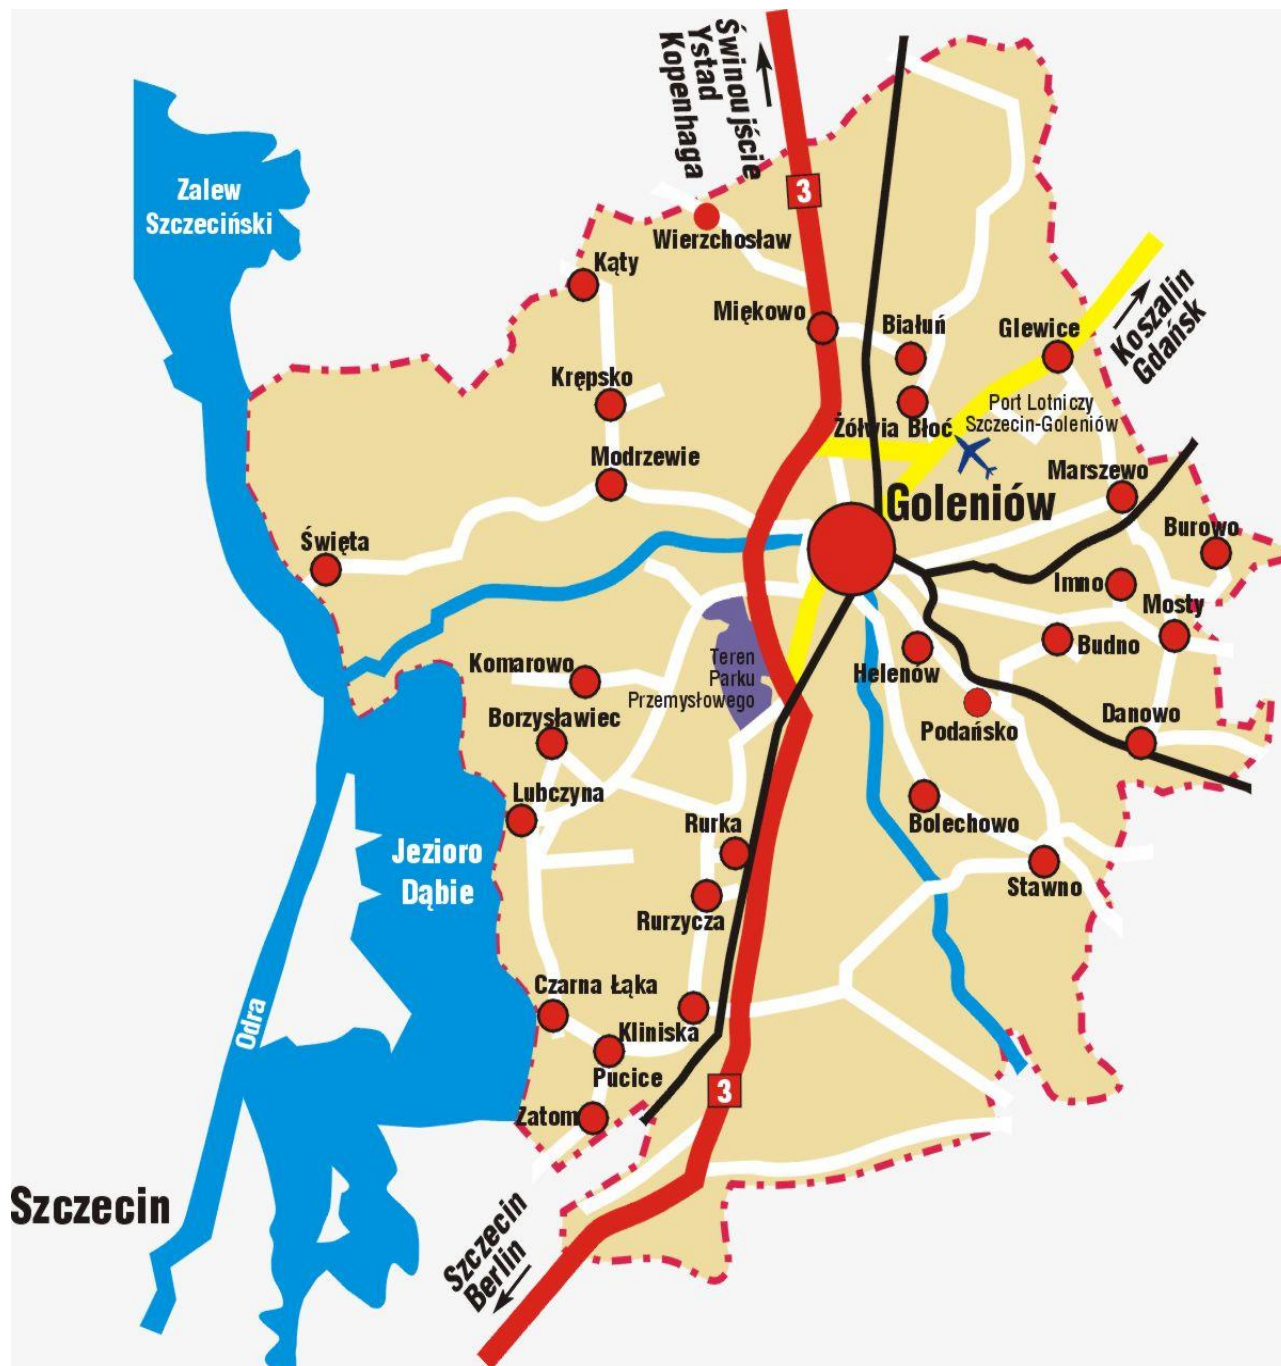 Świnoujście
Ystad
Kopenhaga
3
Zalew
Szczeciński
Wierzchosław
Kąty
Koszalin
Gdańsk
Miękowo
Białuń
Glewice
Krępsko
Port Lotniczy
Szczecin-Goleniów
Żółwia Błoć
Modrzewie
Marszewo
Goleniów
Burowo
Święta
Imno
Mosty
Komarowo
Teren
Parku
Przemysłowego
Helenów
Budno
Borzysławiec
Podańsko
Danowo
Lubczyna
Rurka
Bolechowo
Jezioro
Dąbie
Stawno
Rurzycza
Czarna Łąka
Odra
Kliniska
Pucice
3
Zatom
Szczecin
Szczecin
Berlin